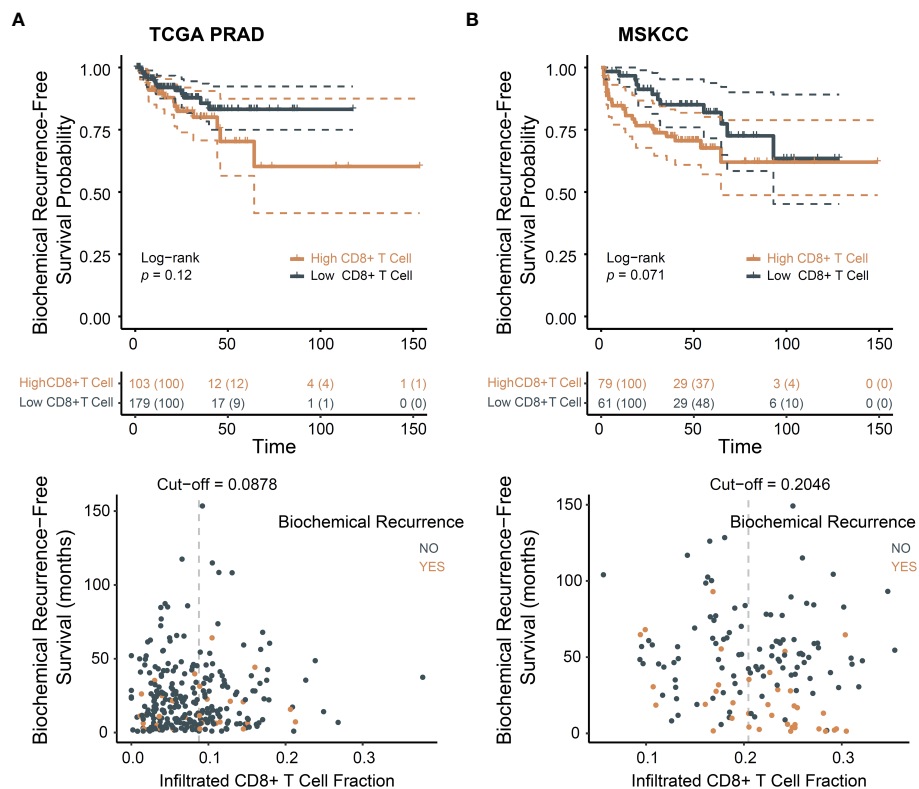 A
TCGA PRAD
Biochemical Recurrence−Free
Survival Probability
1.00
0.75
0.50
0.25
0.00
Log−rank
p = 0.12
High CD8+ T Cell
Low CD8+ T Cell
0 50 100 150
HighCD8+T Cell 103 (100) 12 (12) 4 (4) 1 (1)
Low CD8+T Cell 179 (100) 17 (9) 1 (1) 0 (0)
0 50 100 150
Time
Cut−off = 0.0878
Biochemical Recurrence−Free
Survival (months)
150
100
50
0
Biochemical Recurrence
NO
YES
0.0 0.1 0.2 0.3
Infiltrated CD8+ T Cell Fraction
B
MSKCC
Biochemical Recurrence−Free
Survival Probability
1.00
0.75
0.50
0.25
0.00
Log−rank
p = 0.071
High CD8+ T Cell
Low CD8+ T Cell
0 50 100 150
HighCD8+T Cell 79 (100) 29 (37) 3 (4) 0 (0)
Low CD8+T Cell 61 (100) 29 (48) 6 (10) 0 (0)
0 50 100 150
Time
Cut−off = 0.2046
Biochemical Recurrence−Free
Survival (months)
150
100
50
0
Biochemical Recurrence
NO
YES
0.1 0.2 0.3
Infiltrated CD8+ T Cell Fraction